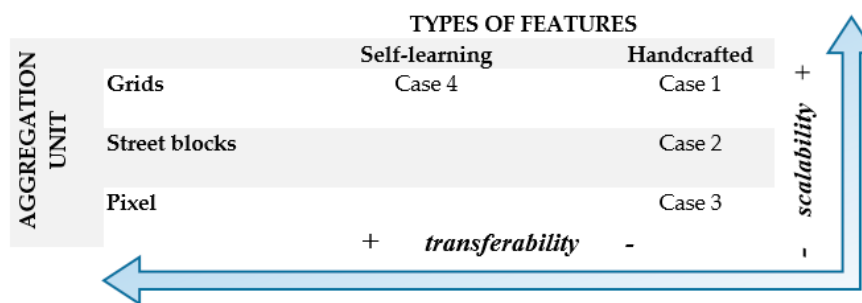 TYPES OF FEATURES
Self-learning Handcrafted
AGGREGATION
UNIT
Grids Case 4 Case 1
Street blocks Case 2
Pixel Case 3
+ transferability -
- scalability +